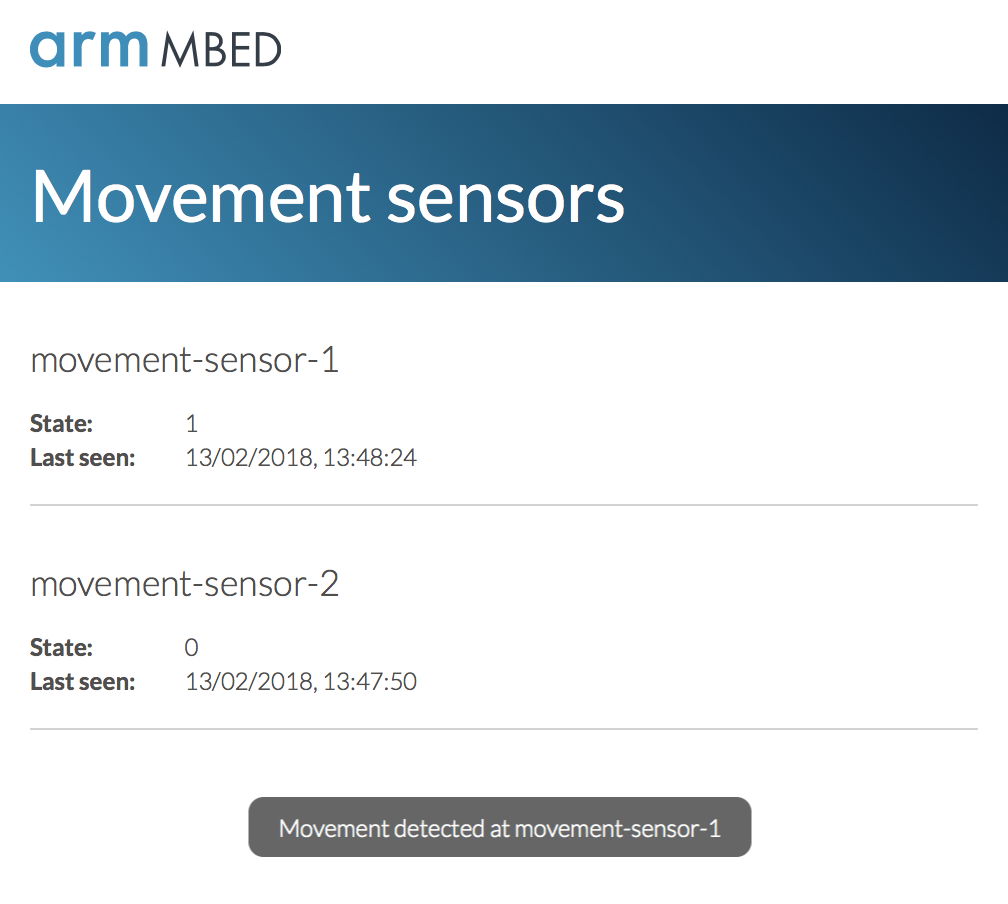 arm MBED
Movement sensors
movement-sensor-1
State: 1
Last seen: 13/02/2018, 13:48:24
movement-sensor-2
State: 0
Last seen: 13/02/2018, 13:47:50
Movement detected at movement-sensor-1